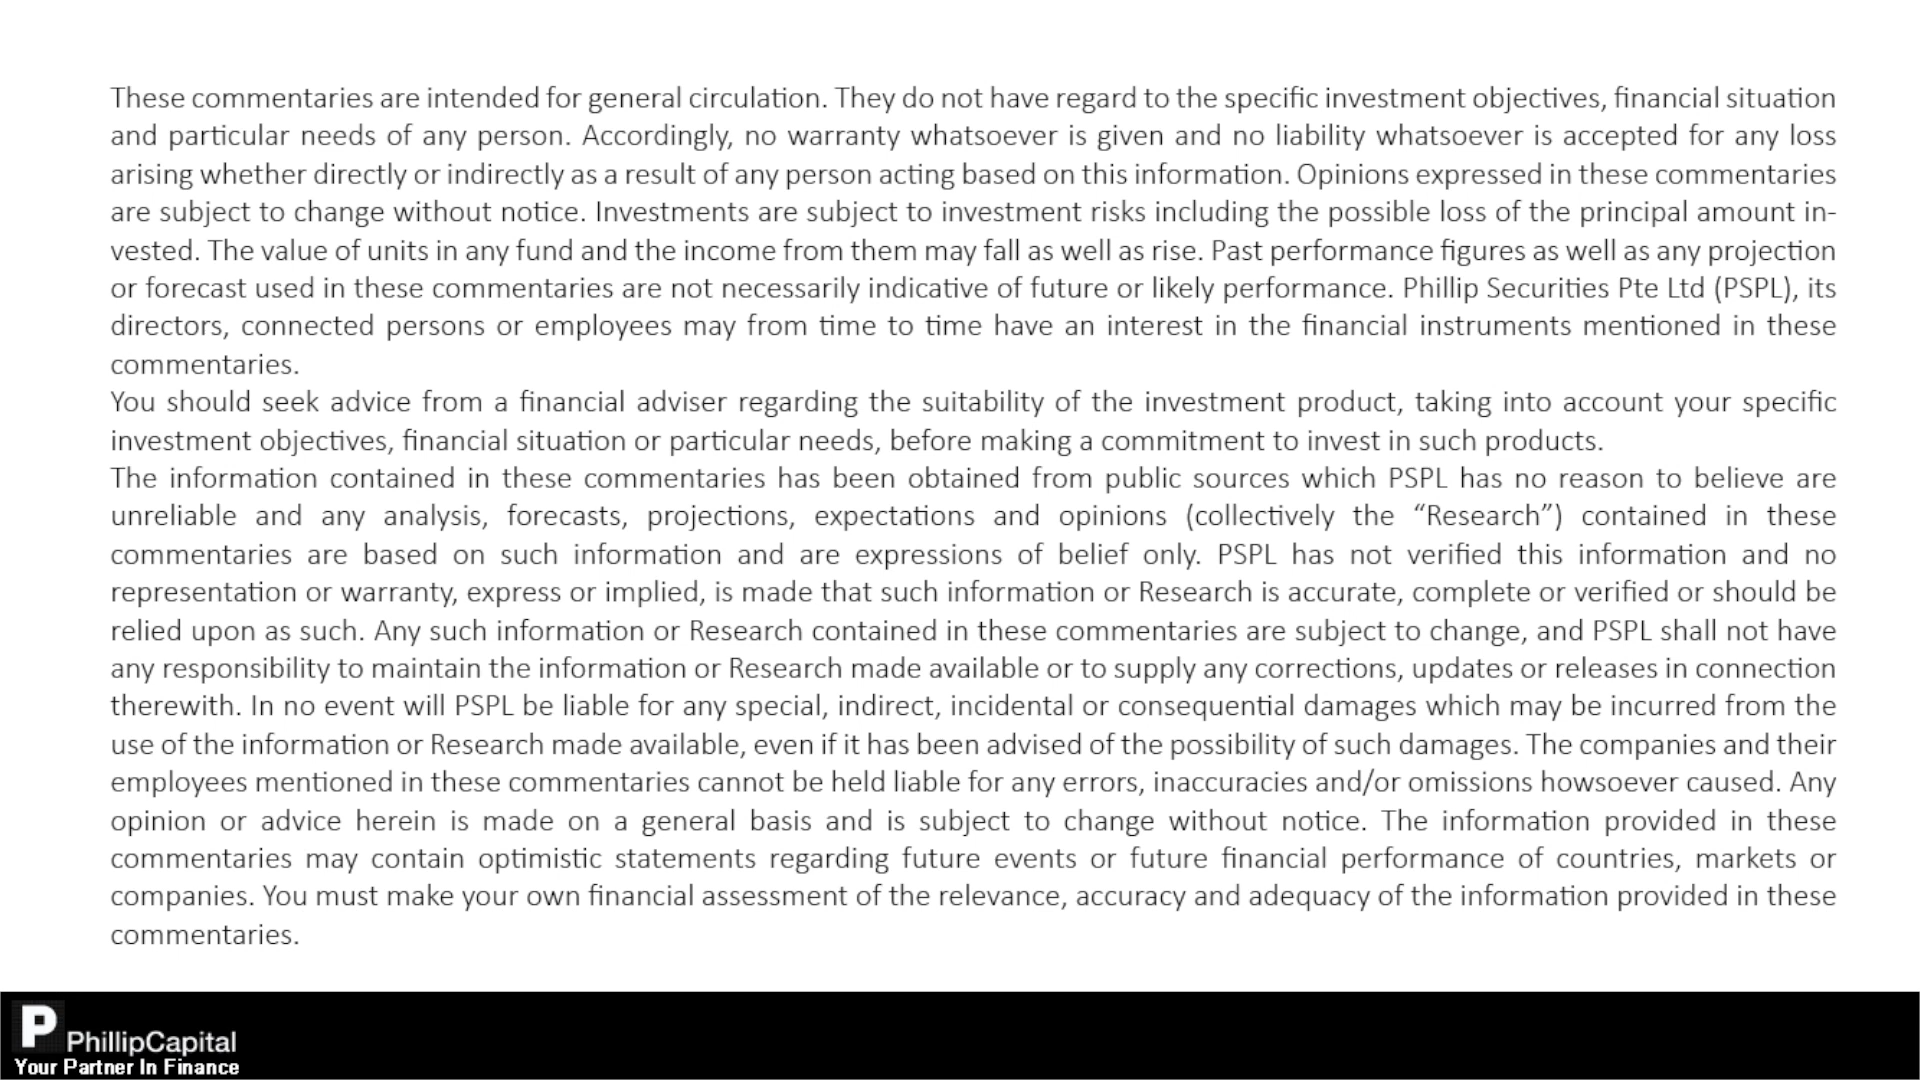 These commentaries are intended for general circulation. They do not have regard to the specific investment objectives, financial situation
and particular needs of any person. Accordingly, no warranty whatsoever is given and no liability whatsoever is accepted for any loss
arising whether directly or indirectly as a result of any person acting based on this information. Opinions expressed in these commentaries
are subject to change without notice. Investments are subject to investment risks including the possible loss of the principal amount in-
vested. The value of units in any fund and the income from them may fall as well as rise. Past performance figures as well as any projection
or forecast used in these commentaries are not necessarily indicative of future or likely performance. Phillip Securities Pte Ltd (PSPL), its
directors, connected persons or employees may from time to time have an interest in the financial instruments mentioned in these
commentaries.
You should seek advice from a financial adviser regarding the suitability of the investment product, taking into account your specific
investment objectives, financial situation or particular needs, before making a commitment to invest in such products.
The information contained in these commentaries has been obtained from public sources which PSPL has no reason to believe are
unreliable and any analysis, forecasts, projections, expectations and opinions (collectively the “Research”) contained in these
commentaries are based on such information and are expressions of belief only. PSPL has not verified this information and no
representation or warranty, express or implied, is made that such information or Research is accurate, complete or verified or should be
relied upon as such. Any such information or Research contained in these commentaries are subject to change, and PSPL shall not have
any responsibility to maintain the information or Research made available or to supply any corrections, updates or releases in connection
therewith. In no event will PSPL be liable for any special, indirect, incidental or consequential damages which may be incurred from the
use of the information or Research made available, even if it has been advised of the possibility of such damages. The companies and their
employees mentioned in these commentaries cannot be held liable for any errors, inaccuracies and/or omissions howsoever caused. Any
opinion or advice herein is made on a general basis and is subject to change without notice. The information provided in these
commentaries may contain optimistic statements regarding future events or future financial performance of countries, markets or
companies. You must make your own financial assessment of the relevance, accuracy and adequacy of the information provided in these
commentaries.
P PhillipCapital
Your Partner In Finance